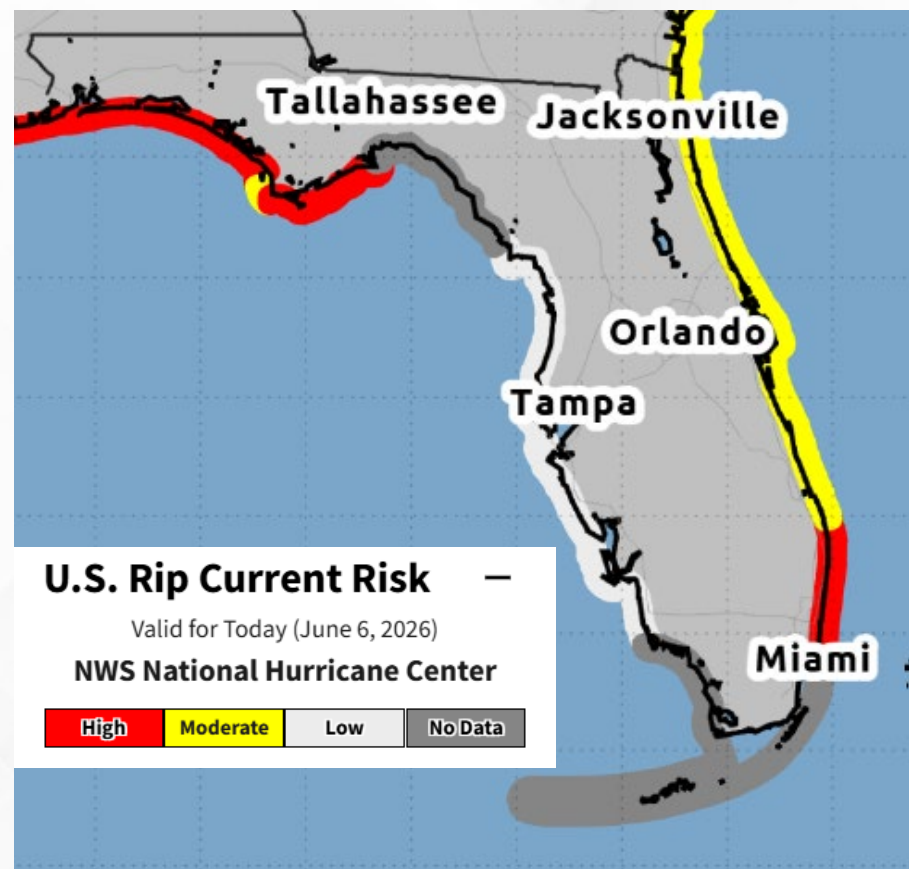 Tallahassee
Jacksonville
Orlando
Tampa
Miami
U.S. Rip Current Risk –
Valid for Today (June 6, 2026)
NWS National Hurricane Center
High Moderate Low No Data